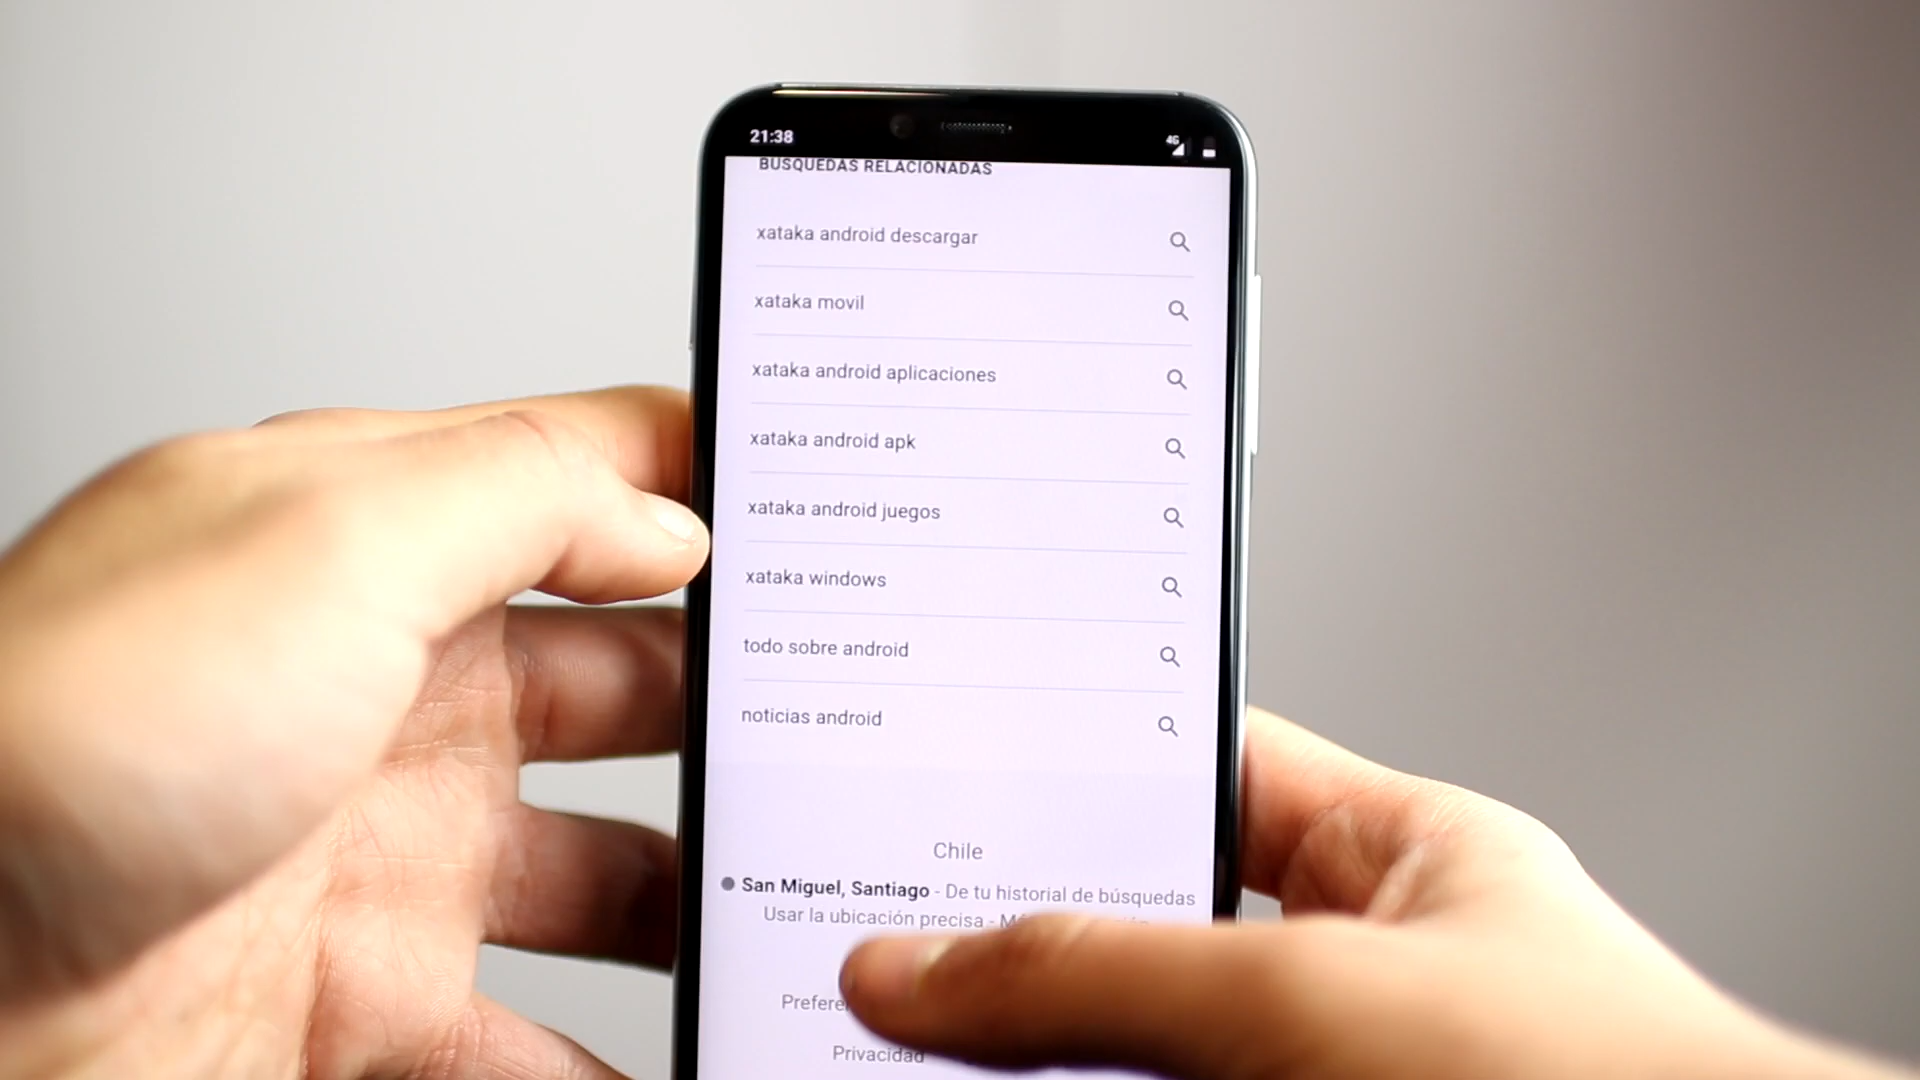 21:38
4G
BÚSQUEDAS RELACIONADAS
xataka android descargar
xataka movil
xataka android aplicaciones
xataka android apk
xataka android juegos
xataka windows
todo sobre android
noticias android
Chile
San Miguel, Santiago - De tu historial de búsquedas
Usar la ubicación precisa -
Privacidad